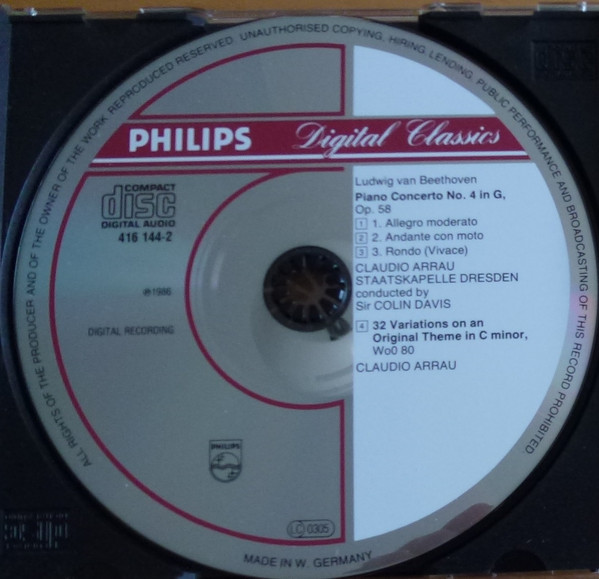 ALL RIGHTS OF THE PRODUCER AND OF THE OWNER OF THE WORK REPRODUCED RESERVED. UNAUTHORISED COPYING, HIRING, LENDING, PUBLIC PERFORMANCE AND BROADCASTING OF THIS RECORD PROHIBITED.
PHILIPS Digital Classics
COMPACT
disc
DIGITAL AUDIO
416 144-2
℗1986
DIGITAL RECORDING
Ludwig van Beethoven
Piano Concerto No. 4 in G,
Op. 58
1 1. Allegro moderato
2 2. Andante con moto
3 3. Rondo (Vivace)
CLAUDIO ARRAU
STAATSKAPELLE DRESDEN
conducted by
Sir COLIN DAVIS
4 32 Variations on an
Original Theme in C minor,
Wo0 80
CLAUDIO ARRAU
PHILIPS
LC 0305
MADE IN W. GERMANY